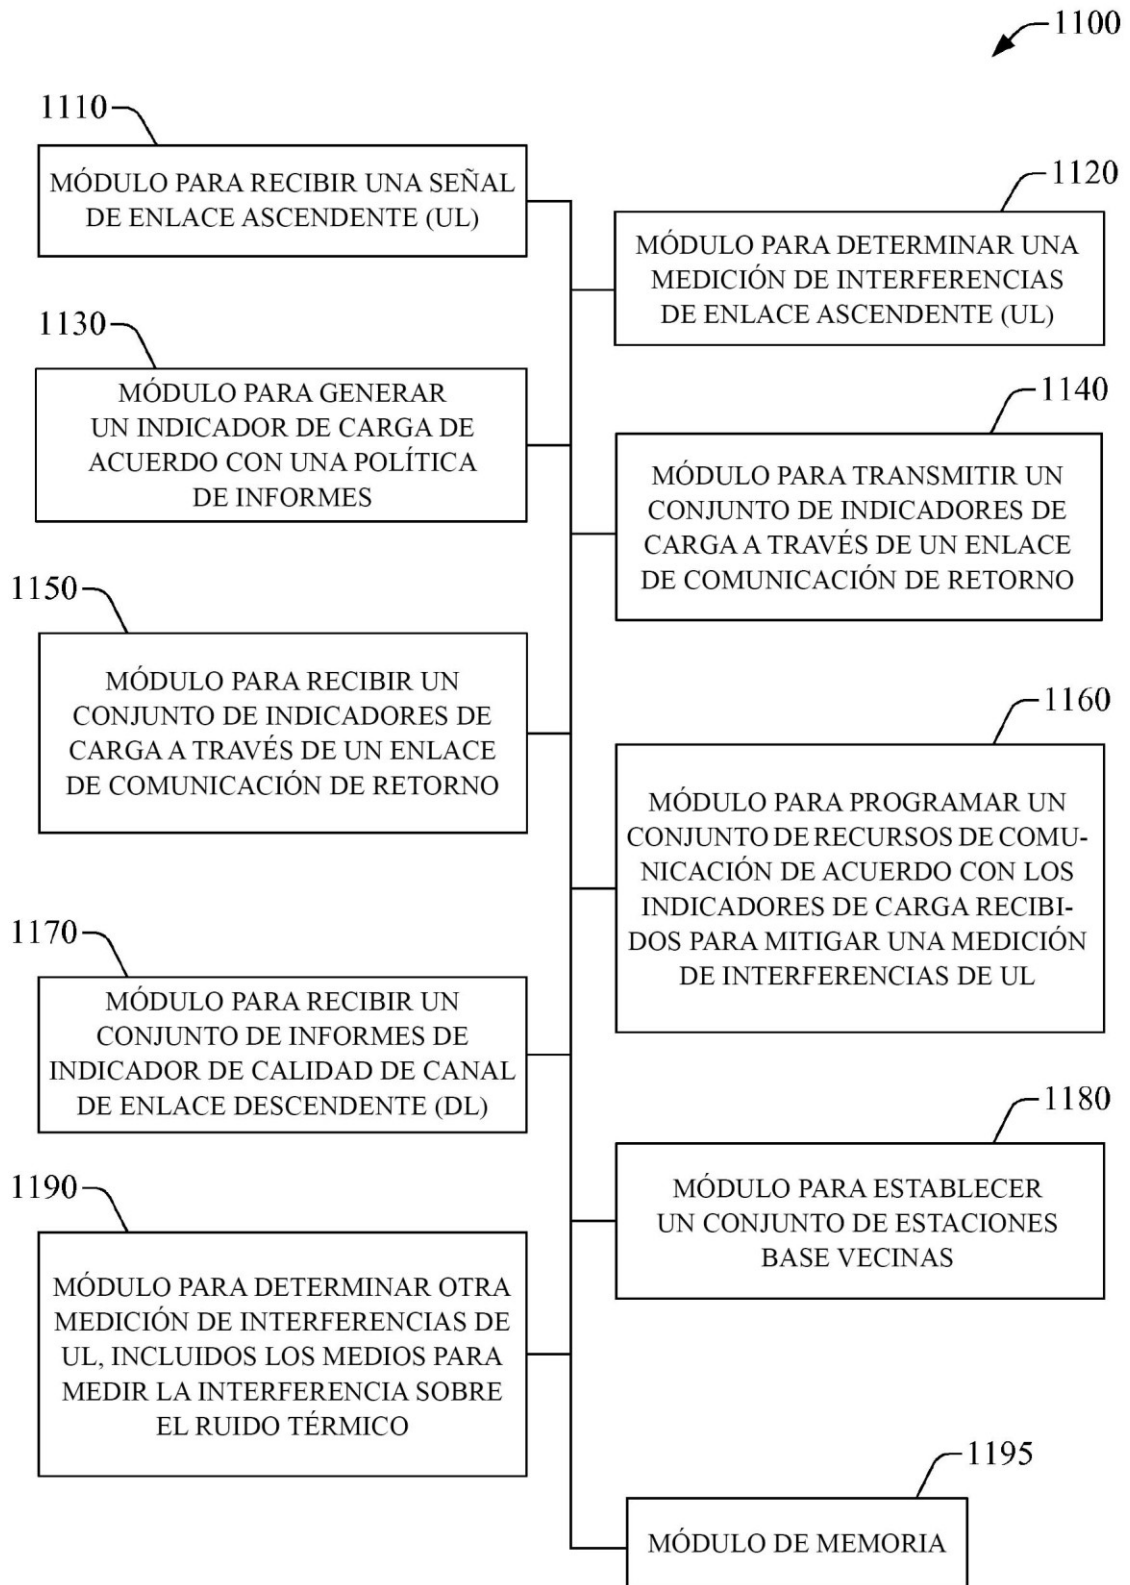 1100
1110
MÓDULO PARA RECIBIR UNA SEÑAL
DE ENLACE ASCENDENTE (UL)
1120
MÓDULO PARA DETERMINAR UNA
MEDICIÓN DE INTERFERENCIAS
DE ENLACE ASCENDENTE (UL)
1130
MÓDULO PARA GENERAR
UN INDICADOR DE CARGA DE
ACUERDO CON UNA POLÍTICA
DE INFORMES
1140
MÓDULO PARA TRANSMITIR UN
CONJUNTO DE INDICADORES DE
CARGA A TRAVÉS DE UN ENLACE
DE COMUNICACIÓN DE RETORNO
1150
MÓDULO PARA RECIBIR UN
CONJUNTO DE INDICADORES DE
CARGA A TRAVÉS DE UN ENLACE
DE COMUNICACIÓN DE RETORNO
1160
MÓDULO PARA PROGRAMAR UN
CONJUNTO DE RECURSOS DE COMU-
NICACIÓN DE ACUERDO CON LOS
INDICADORES DE CARGA RECIBI-
DOS PARA MITIGAR UNA MEDICIÓN
DE INTERFERENCIAS DE UL
1170
MÓDULO PARA RECIBIR UN
CONJUNTO DE INFORMES DE
INDICADOR DE CALIDAD DE CANAL
DE ENLACE DESCENDENTE (DL)
1180
MÓDULO PARA ESTABLECER
UN CONJUNTO DE ESTACIONES
BASE VECINAS
1190
MÓDULO PARA DETERMINAR OTRA
MEDICIÓN DE INTERFERENCIAS DE
UL, INCLUIDOS LOS MEDIOS PARA
MEDIR LA INTERFERENCIA SOBRE
EL RUIDO TÉRMICO
1195
MÓDULO DE MEMORIA